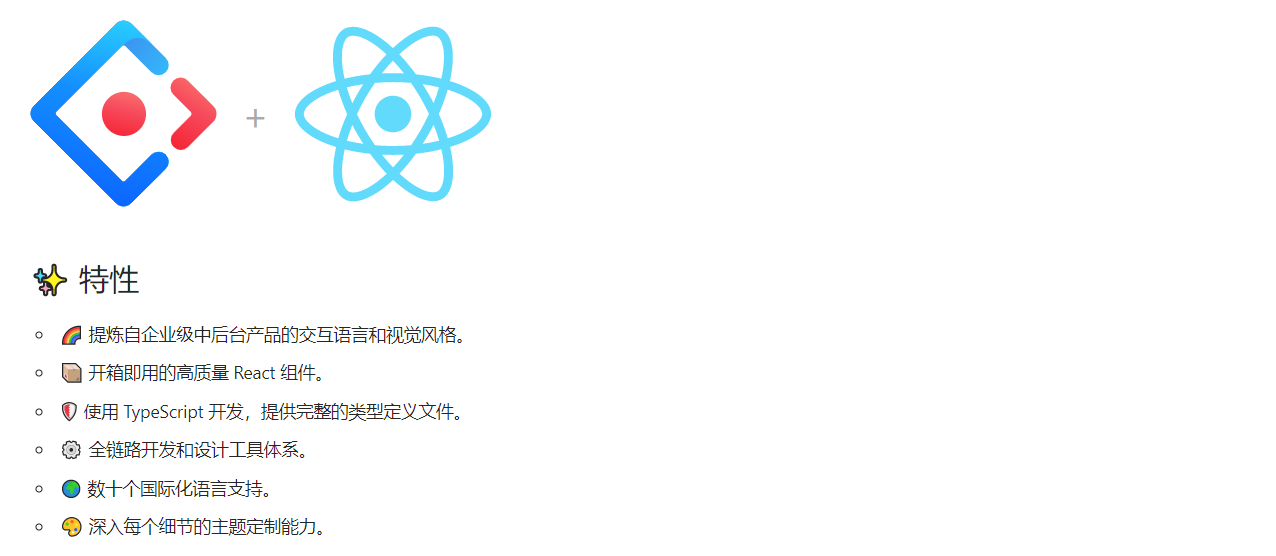 +
✨ 特性
🌈 提炼自企业级中后台产品的交互语言和视觉风格。
📦 开箱即用的高质量 React 组件。
🛡 使用 TypeScript 开发，提供完整的类型定义文件。
⚙️ 全链路开发和设计工具体系。
🌍 数十个国际化语言支持。
🎨 深入每个细节的主题定制能力。